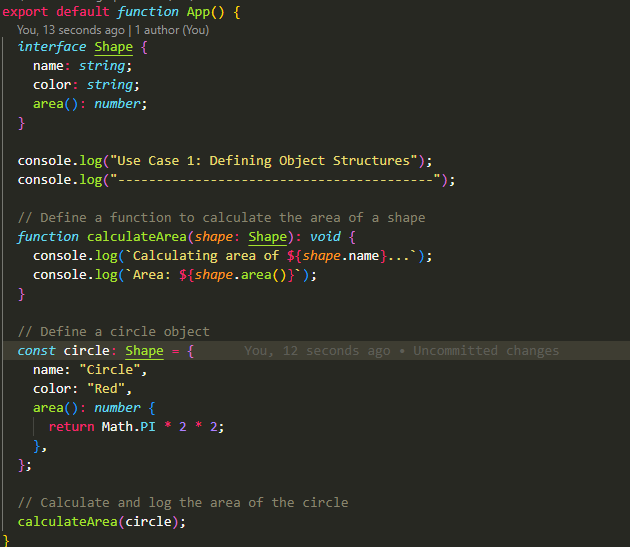 export default function App() {
You, 13 seconds ago | 1 author (You)
interface Shape {
name: string;
color: string;
area(): number;
}
console.log("Use Case 1: Defining Object Structures");
console.log("-----------------------------------------");
// Define a function to calculate the area of a shape
function calculateArea(shape: Shape): void {
console.log(`Calculating area of ${shape.name}...`);
console.log(`Area: ${shape.area()}`);
}
// Define a circle object
const circle: Shape = { You, 12 seconds ago • Uncommitted changes
name: "Circle",
color: "Red",
area(): number {
return Math.PI * 2 * 2;
},
};
// Calculate and log the area of the circle
calculateArea(circle);
}